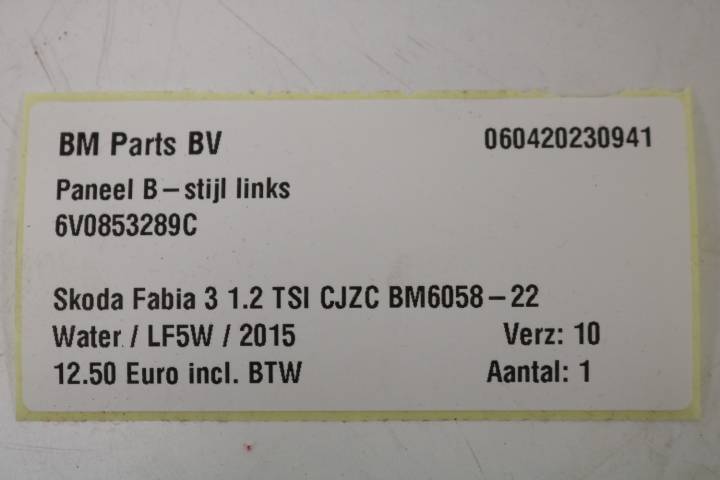 BM Parts BV 060420230941
Paneel B-stijl links
6V0853289C
Skoda Fabia 3 1.2 TSI CJZC BM6058-22
Water / LF5W / 2015 Verz: 10
12.50 Euro incl. BTW Aantal: 1